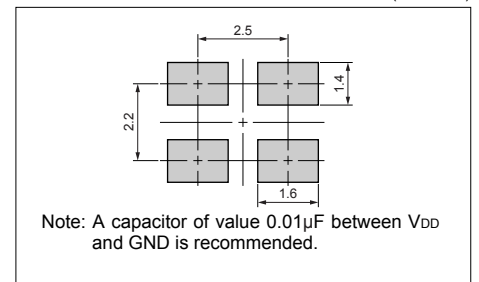 2.5
1.4
2.2
1.6
Note: A capacitor of value 0.01µF between VDD
and GND is recommended.